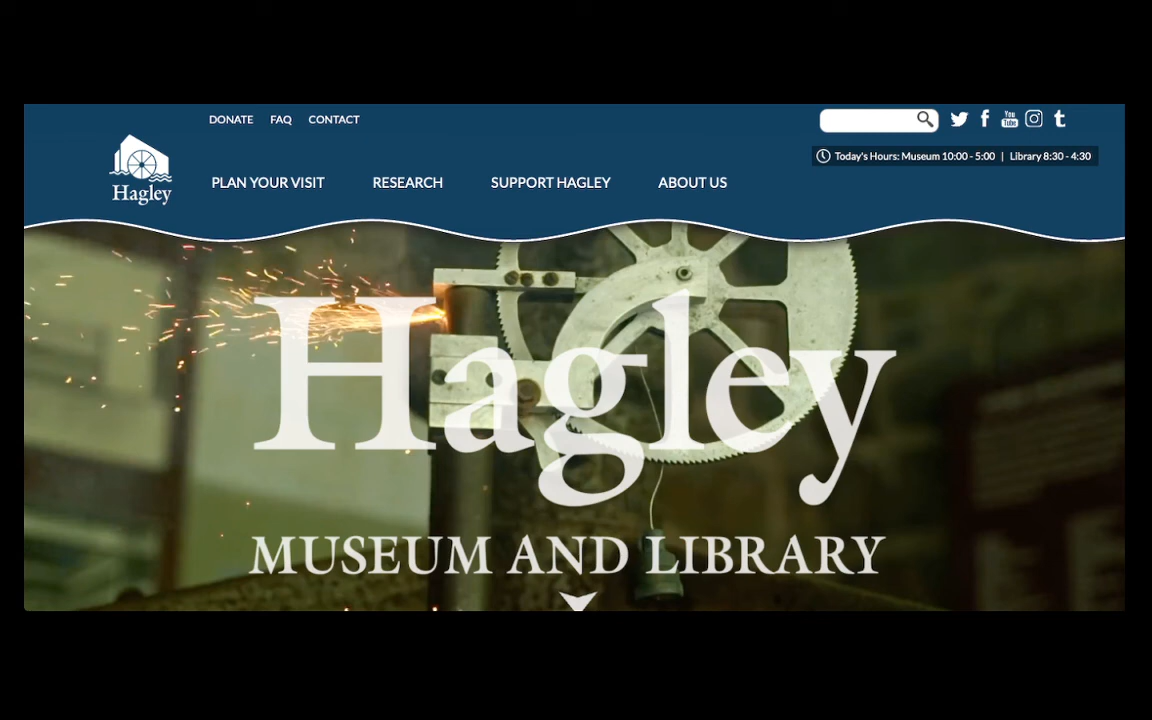 DONATE FAQ CONTACT
Today's Hours: Museum 10:00 - 5:00 | Library 8:30 - 4:30
Hagley
PLAN YOUR VISIT RESEARCH SUPPORT HAGLEY ABOUT US
Hagley
MUSEUM AND LIBRARY